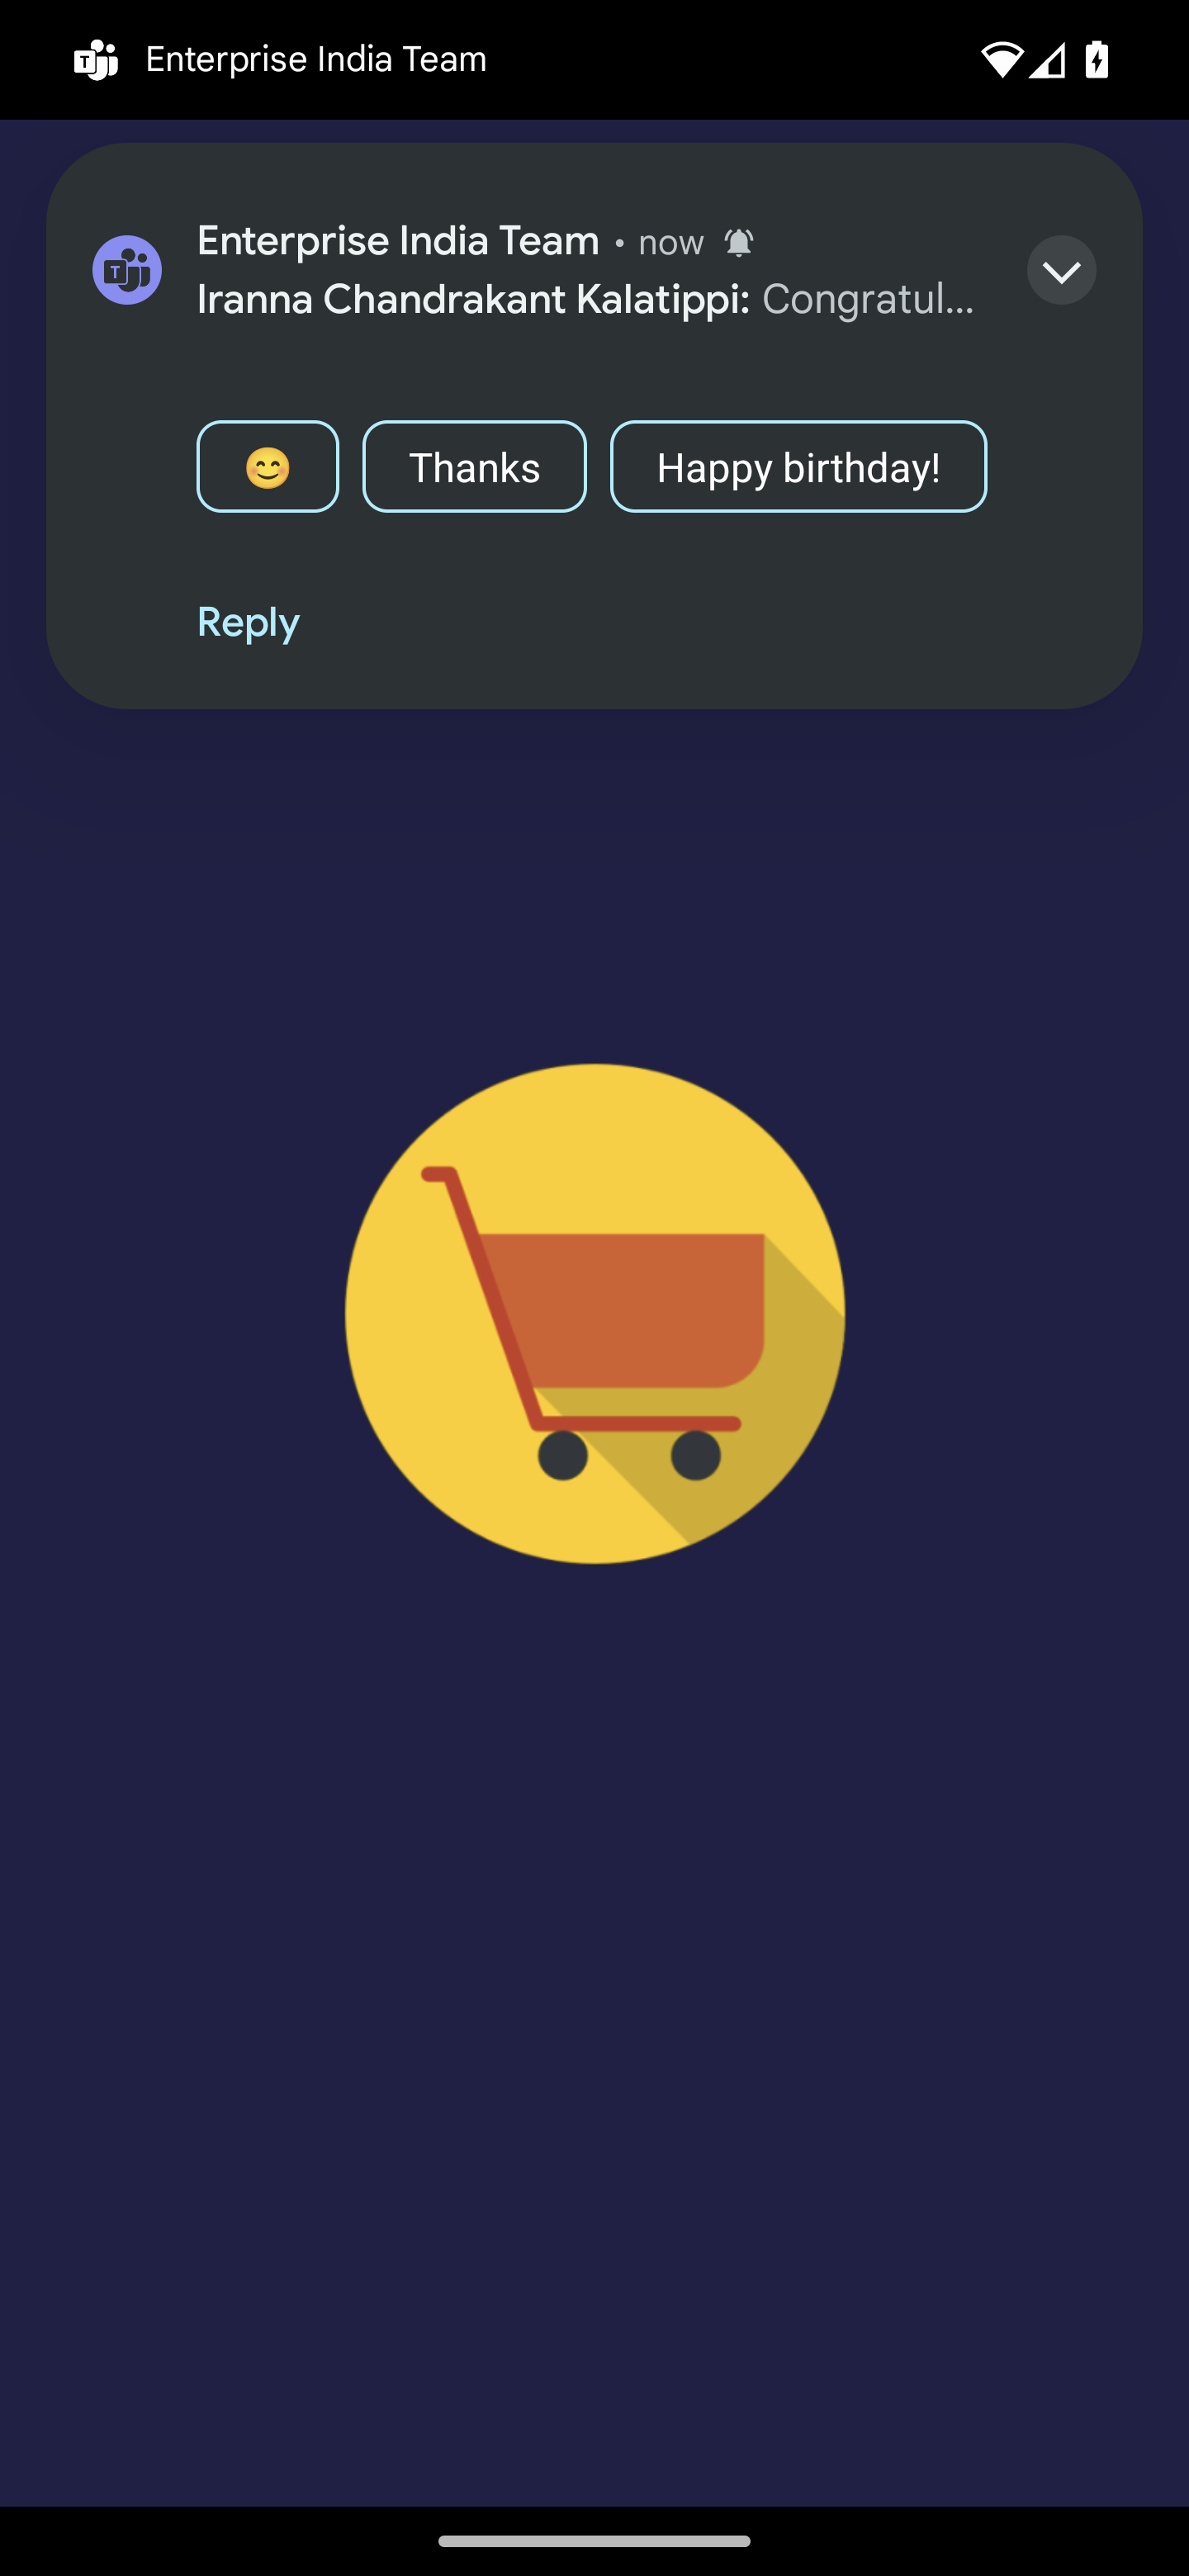 Enterprise India Team
Enterprise India Team • now
Iranna Chandrakant Kalatippi: Congratul...
😊 Thanks Happy birthday!
Reply